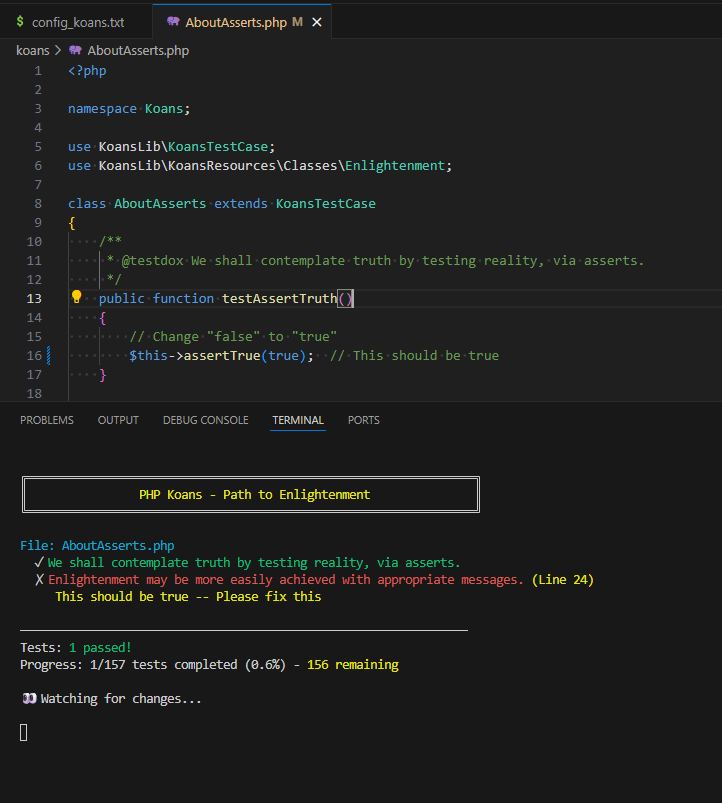 $ config_koans.txt
AboutAsserts.php M
koans > AboutAsserts.php
1 <?php
2
3 namespace Koans;
4
5 use KoansLib\KoansTestCase;
6 use KoansLib\KoansResources\Classes\Enlightenment;
7
8 class AboutAsserts extends KoansTestCase
9 {
10 /**
11 * @testdox We shall contemplate truth by testing reality, via asserts.
12 */
13 public function testAssertTruth()
14 {
15 // Change "false" to "true"
16 $this->assertTrue(true); // This should be true
17 }
18
PROBLEMS OUTPUT DEBUG CONSOLE TERMINAL PORTS
PHP Koans - Path to Enlightenment
File: AboutAsserts.php
✓ We shall contemplate truth by testing reality, via asserts.
✗ Enlightenment may be more easily achieved with appropriate messages. (Line 24)
This should be true -- Please fix this
Tests: 1 passed!
Progress: 1/157 tests completed (0.6%) - 156 remaining
👀 Watching for changes...